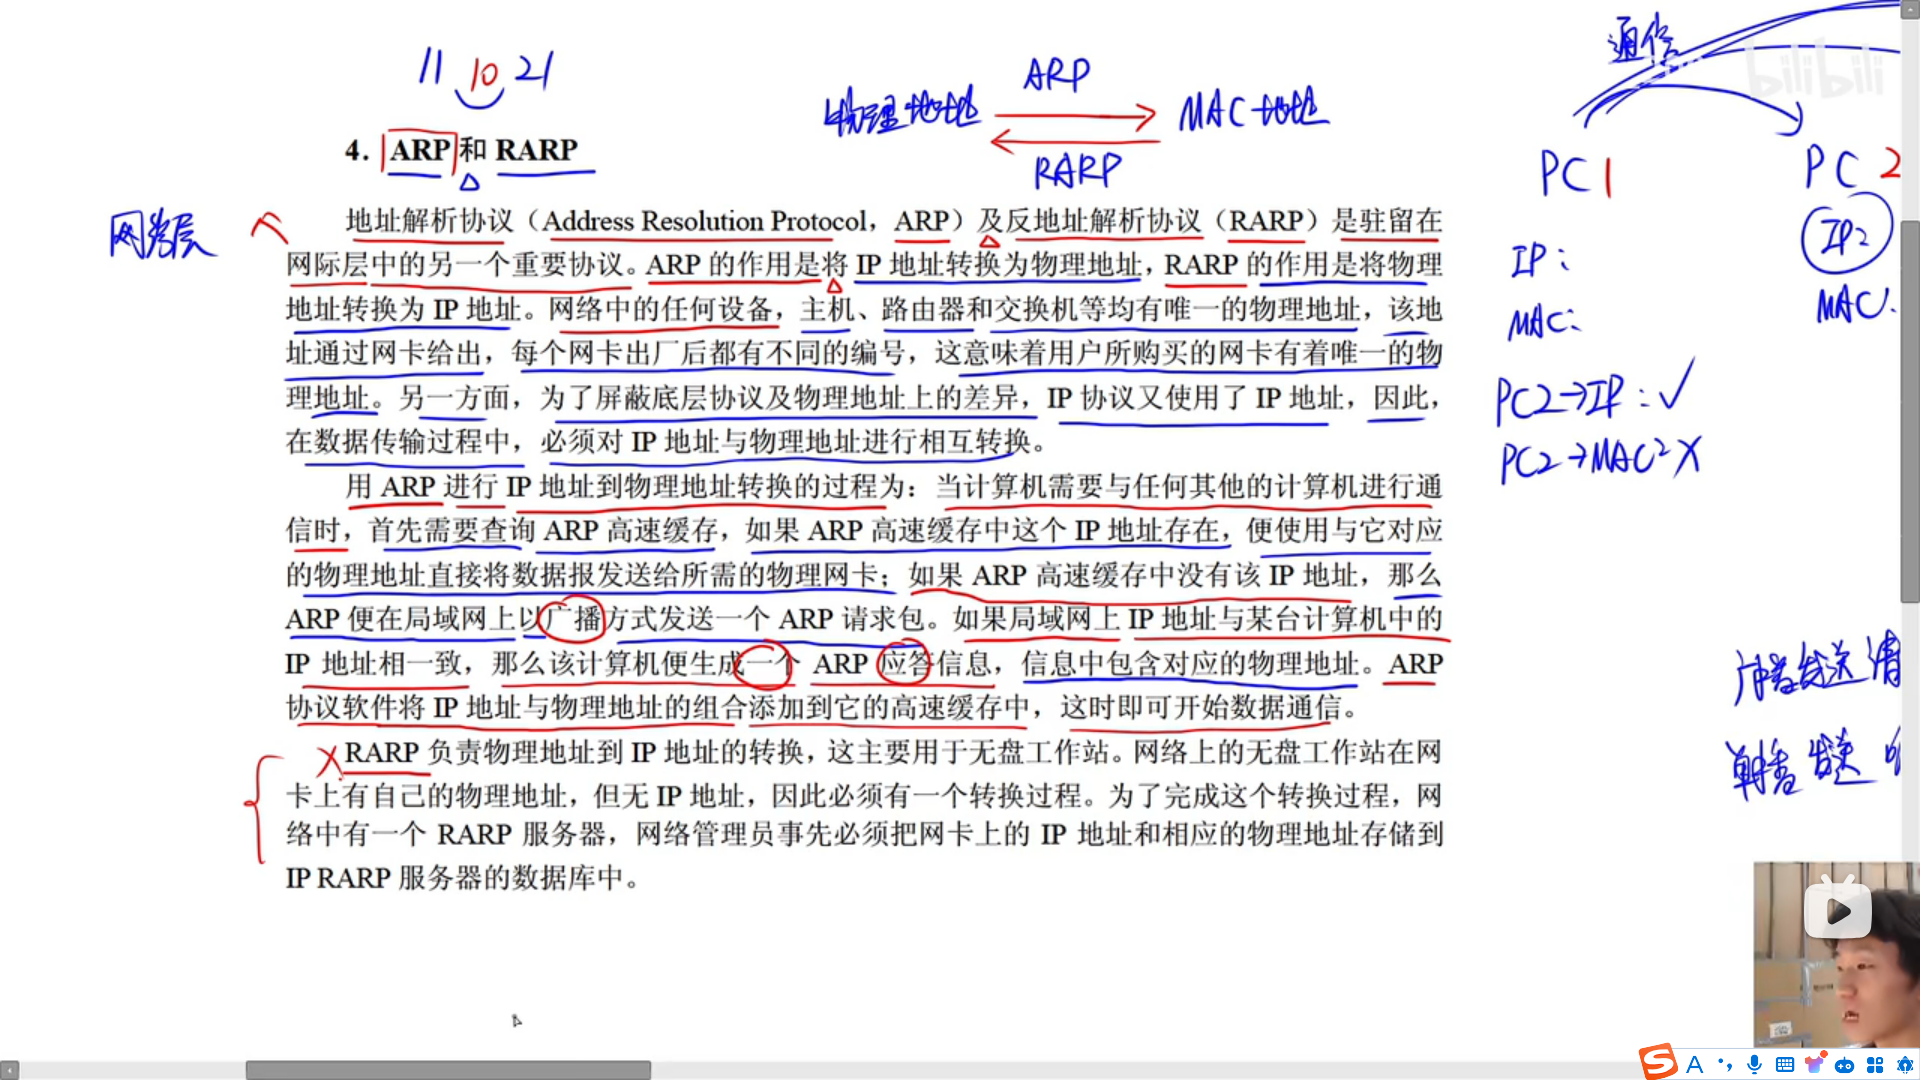 通信
bilibili
11 10 21
ARP
物理地址 MAC地址
RARP
4. ARP 和 RARP
PC1
PC2
网络层
地址解析协议（Address Resolution Protocol，ARP）及反地址解析协议（RARP）是驻留在
网际层中的另一个重要协议。ARP 的作用是将 IP 地址转换为物理地址，RARP 的作用是将物理
地址转换为 IP 地址。网络中的任何设备，主机、路由器和交换机等均有唯一的物理地址，该地
址通过网卡给出，每个网卡出厂后都有不同的编号，这意味着用户所购买的网卡有着唯一的物
理地址。另一方面，为了屏蔽底层协议及物理地址上的差异，IP 协议又使用了 IP 地址，因此，
在数据传输过程中，必须对 IP 地址与物理地址进行相互转换。
IP2
IP:
MAC:
MAC:
PC2→IP:✓
PC2→MAC2X
用 ARP 进行 IP 地址到物理地址转换的过程为：当计算机需要与任何其他的计算机进行通
信时，首先需要查询 ARP 高速缓存，如果 ARP 高速缓存中这个 IP 地址存在，便使用与它对应
的物理地址直接将数据报发送给所需的物理网卡；如果 ARP 高速缓存中没有该 IP 地址，那么
ARP 便在局域网上以广播方式发送一个 ARP 请求包。如果局域网上 IP 地址与某台计算机中的
IP 地址相一致，那么该计算机便生成一个 ARP 应答信息，信息中包含对应的物理地址。ARP
协议软件将 IP 地址与物理地址的组合添加到它的高速缓存中，这时即可开始数据通信。
广播发送请
单播发送
RARP 负责物理地址到 IP 地址的转换，这主要用于无盘工作站。网络上的无盘工作站在网
卡上有自己的物理地址，但无 IP 地址，因此必须有一个转换过程。为了完成这个转换过程，网
络中有一个 RARP 服务器，网络管理员事先必须把网卡上的 IP 地址和相应的物理地址存储到
IP RARP 服务器的数据库中。